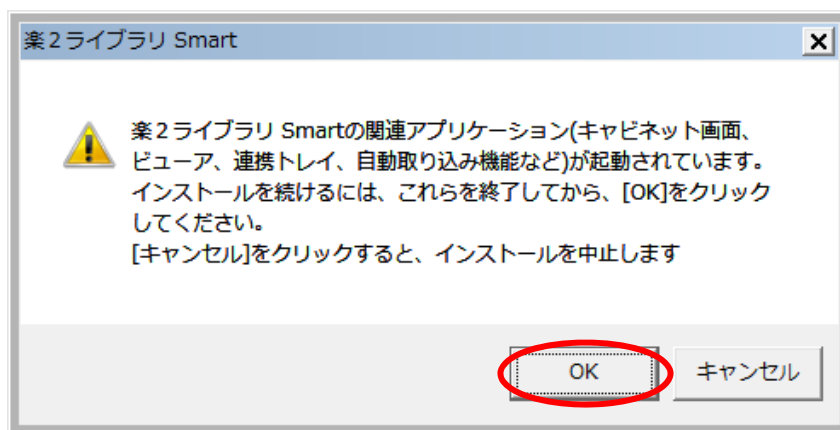 楽2ライブラリ Smart
楽２ライブラリ Smartの関連アプリケーション(キャビネット画面、
ビューア、連携トレイ、自動取り込み機能など)が起動されています。
インストールを続けるには、これらを終了してから、[OK]をクリック
してください。
[キャンセル]をクリックすると、インストールを中止します
OK
キャンセル